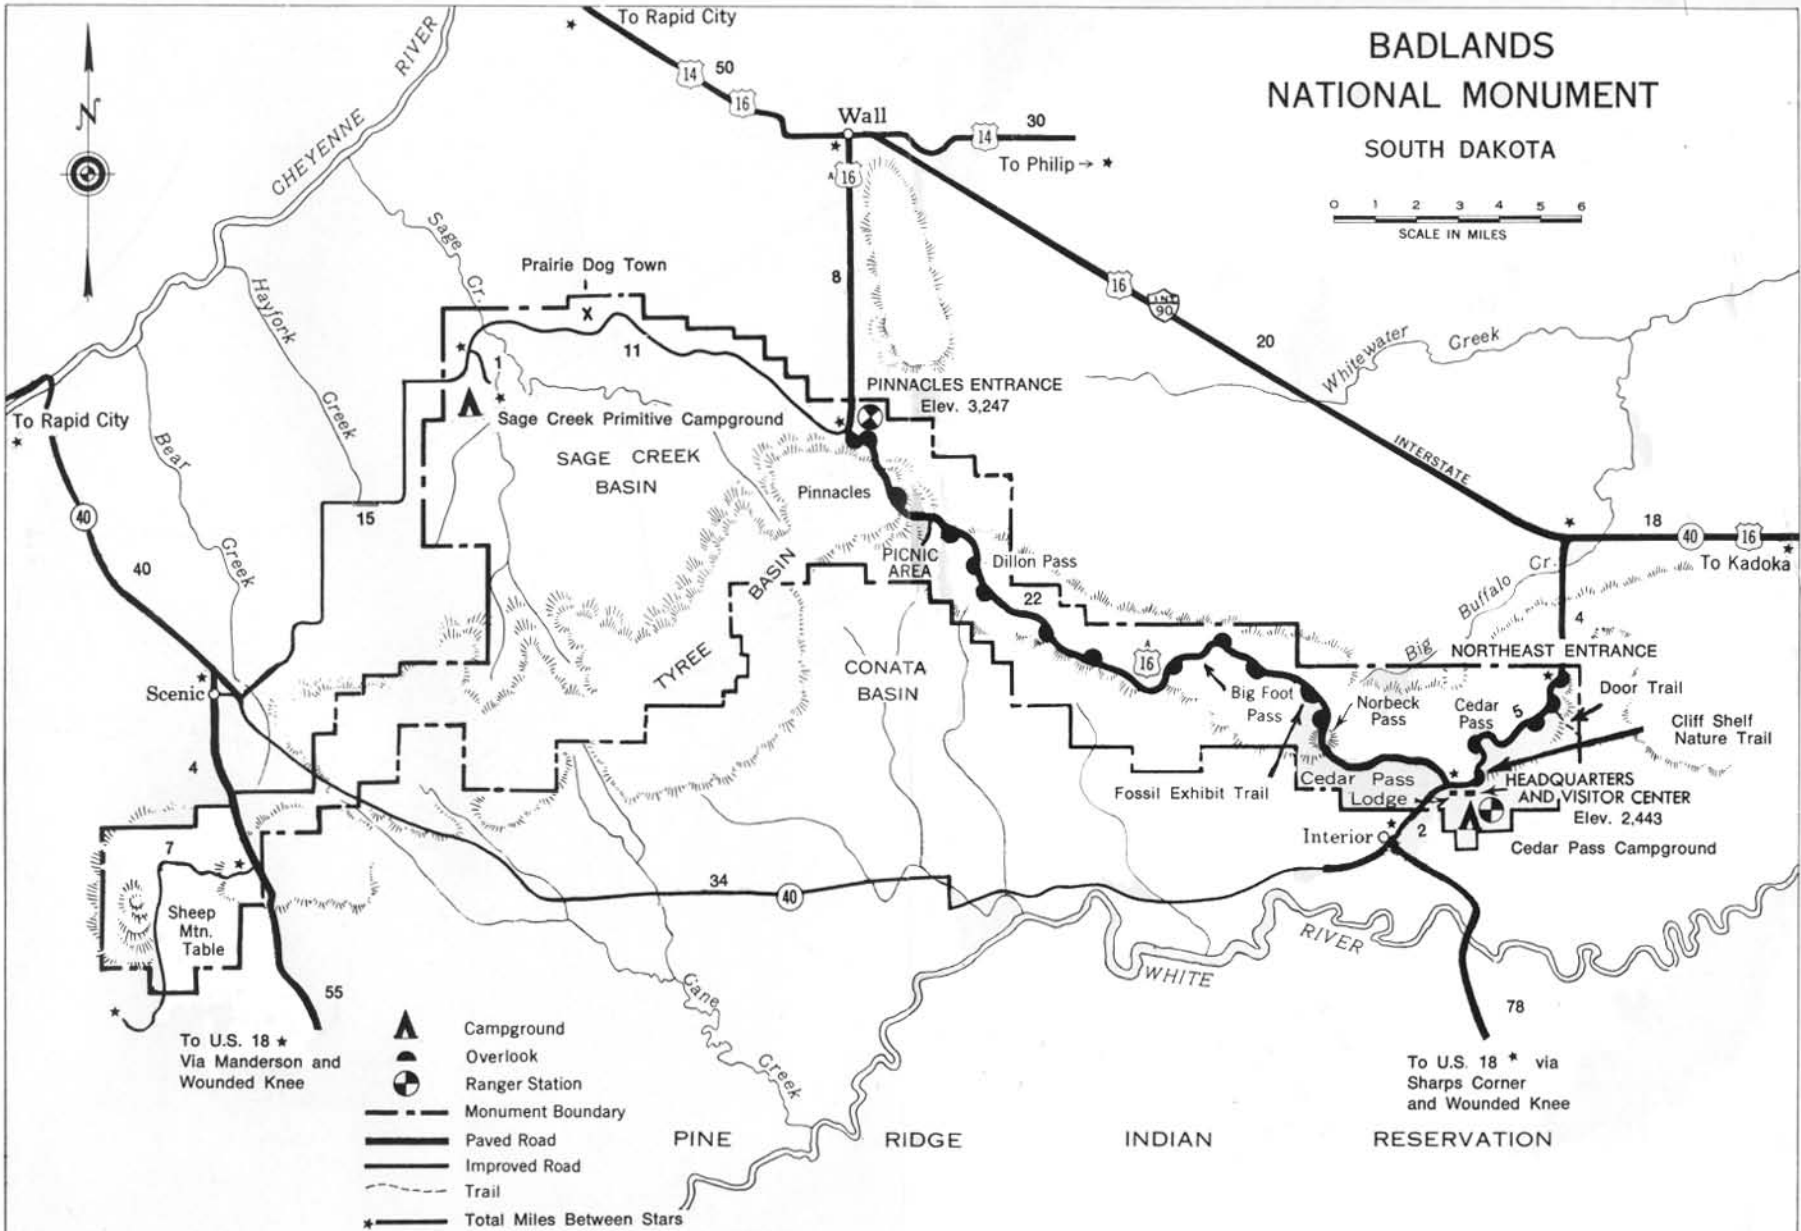 BADLANDS
NATIONAL MONUMENT
SOUTH DAKOTA
0 1 2 3 4 5 6
SCALE IN MILES
N
To Rapid City
14
50
16
Wall
14
30
To Philip → ★
A
16
8
16
INT
90
20
INTERSTATE
18
40
16
To Kadoka
CHEYENNE
RIVER
Sage
Cr.
Hayfork
Creek
Bear
Creek
Prairie Dog Town
X
11
1
Sage Creek Primitive Campground
SAGE CREEK
BASIN
PINNACLES ENTRANCE
Elev. 3,247
Whitewater
Creek
To Rapid City
40
40
15
Pinnacles
PICNIC
AREA
Dillon Pass
22
Big
Buffalo
Cr.
4
NORTHEAST ENTRANCE
TYREE
BASIN
CONATA
BASIN
A
16
Big Foot
Pass
Norbeck
Pass
Cedar
Pass
5
Door Trail
Cliff Shelf
Nature Trail
Scenic
4
Fossil Exhibit Trail
Cedar Pass
Lodge
HEADQUARTERS
AND VISITOR CENTER
Elev. 2,443
Interior
2
Cedar Pass Campground
7
34
40
Sheep
Mtn.
Table
WHITE
RIVER
Cane
Creek
55
To U.S. 18 ★
Via Manderson and
Wounded Knee
78
To U.S. 18 ★ via
Sharps Corner
and Wounded Knee
Campground
Overlook
Ranger Station
Monument Boundary
Paved Road
Improved Road
Trail
Total Miles Between Stars
PINE RIDGE INDIAN RESERVATION